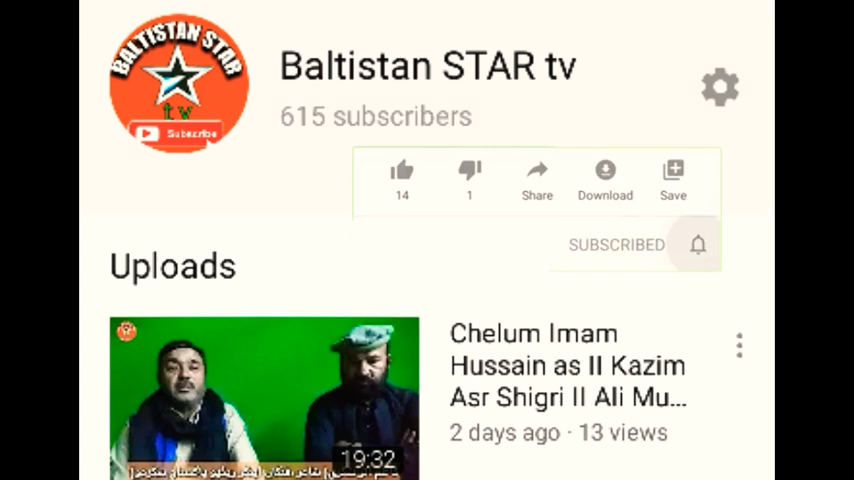 BALTISTAN STAR
tv
Subscribe
Baltistan STAR tv
615 subscribers
14
1
Share
Download
Save
SUBSCRIBED
Uploads
19:32
Chelum Imam
Hussain as II Kazim
Asr Shigri II Ali Mu...
2 days ago · 13 views